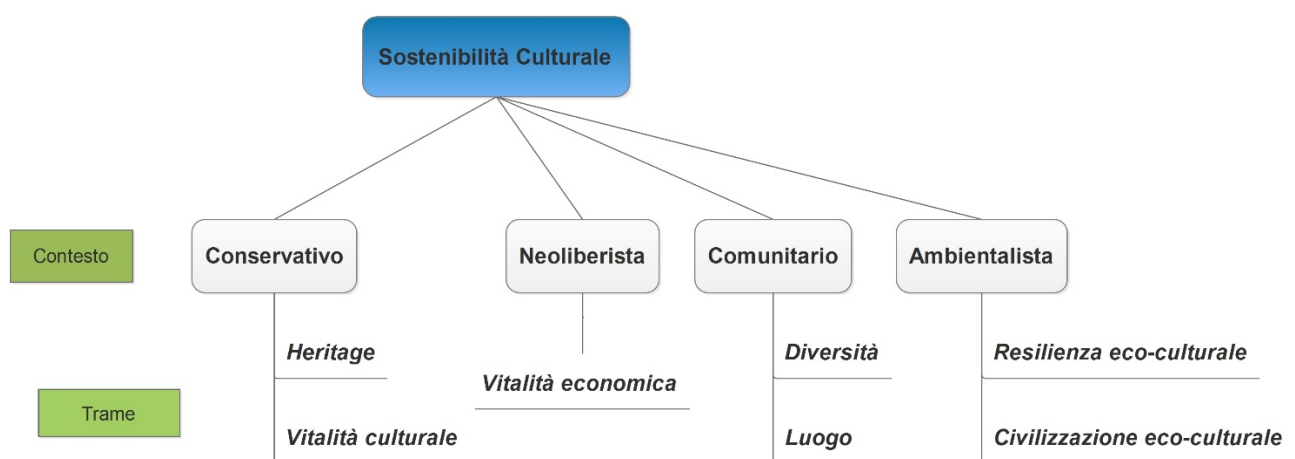 Sostenibilità Culturale
Contesto
Conservativo
Neoliberista
Comunitario
Ambientalista
Heritage
Diversità
Resilienza eco-culturale
Vitalità economica
Trame
Vitalità culturale
Luogo
Civilizzazione eco-culturale